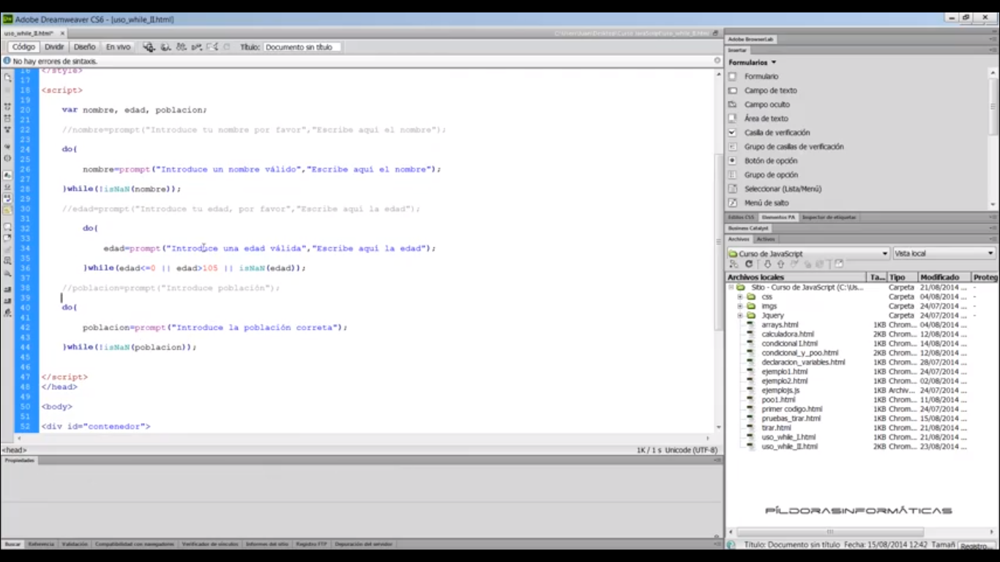 Adobe Dreamweaver CS6 - [uso_while_II.html]
uso_while_II.html*
Código Dividir Diseño En vivo Título: Documento sin título
No hay errores de sintaxis.
16 </style>
17
18 <script>
19
20 var nombre, edad, poblacion;
21
22 //nombre=prompt("Introduce tu nombre por favor","Escribe aquí el nombre");
23
24 do{
25
26 nombre=prompt("Introduce un nombre válido","Escribe aquí el nombre");
27
28 }while(!isNaN(nombre));
29
30 //edad=prompt("Introduce tu edad, por favor","Escribe aquí la edad");
31
32 do{
33
34 edad=prompt("Introduce una edad válida","Escribe aquí la edad");
35
36 }while(edad<=0 || edad>105 || isNaN(edad));
37
38 //poblacion=prompt("Introduce población");
39
40 do{
41
42 poblacion=prompt("Introduce la población correta");
43
44 }while(!isNaN(poblacion));
45
46
47 </script>
48 </head>
49
50 <body>
51
52 <div id="contenedor">
<head> 1K / 1 s Unicode (UTF-8)
Propiedades
Buscar Referencia Validación Compatibilidad con navegadores Verificador de vínculos Informes del sitio Registro FTP Depuración del servidor
Adobe BrowserLab
Insertar
Formularios
Formulario
Campo de texto
Campo oculto
Área de texto
Casilla de verificación
Grupo de casillas de verificación
Botón de opción
Grupo de opción
Seleccionar (Lista/Menú)
Menú de salto
Estilos CSS Elementos PA Inspector de etiquetas
Business Catalyst
Archivos Activos
Curso de JavaScript Vista local
Archivos locales Ta... Tipo Modificado Proteg
Sitio - Curso de JavaScript (C:\Us... Carpeta 21/08/2014 ... -
css Carpeta 04/08/2014 ... -
imgs Carpeta 24/07/2014 ... -
Jquery Carpeta 24/07/2014 ... -
arrays.html 1KB Chrom... 04/08/2014 ...
calculadora.html 2KB Chrom... 12/08/2014 ...
condicional I.html 1KB Chrom... 14/08/2014 ...
condicional_y_poo.html 2KB Chrom... 12/08/2014 ...
declaracion_variables.html 1KB Chrom... 28/07/2014 ...
ejemplo1.html 1KB Chrom... 24/07/2014 ...
ejemplo2.html 1KB Chrom... 02/08/2014 ...
ejemplojs.js 1KB Archiv... 24/07/2014 ...
poo1.html 1KB Chrom... 11/08/2014 ...
primer codigo.html 1KB Chrom... 24/07/2014 ...
pruebas_tirar.html 1KB Chrom... 15/08/2014 ...
tirar.html 1KB Chrom... 21/08/2014 ...
uso_while_I.html 1KB Chrom... 21/08/2014 ...
uso_while_II.html 2KB Chrom... 23/08/2014 ...
PÍLDORASINFORMÁTICAS
Título: Documento sin título Fecha: 15/08/2014 12:42 Tamañ Registro...